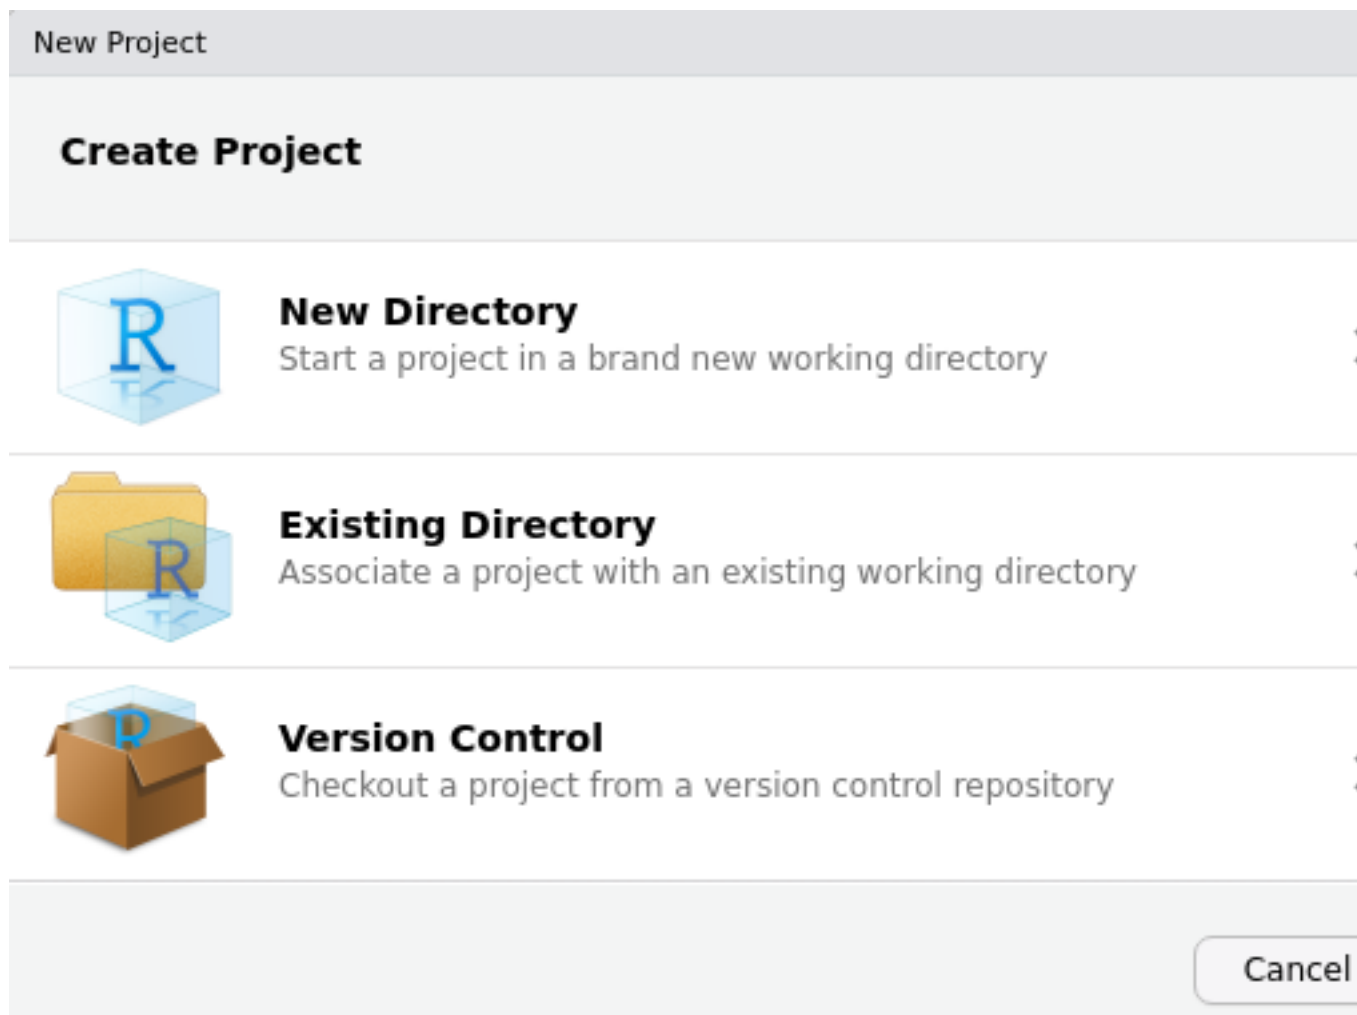 New Project
Create Project
R
New Directory
Start a project in a brand new working directory
R
Existing Directory
Associate a project with an existing working directory
R
Version Control
Checkout a project from a version control repository
Cancel